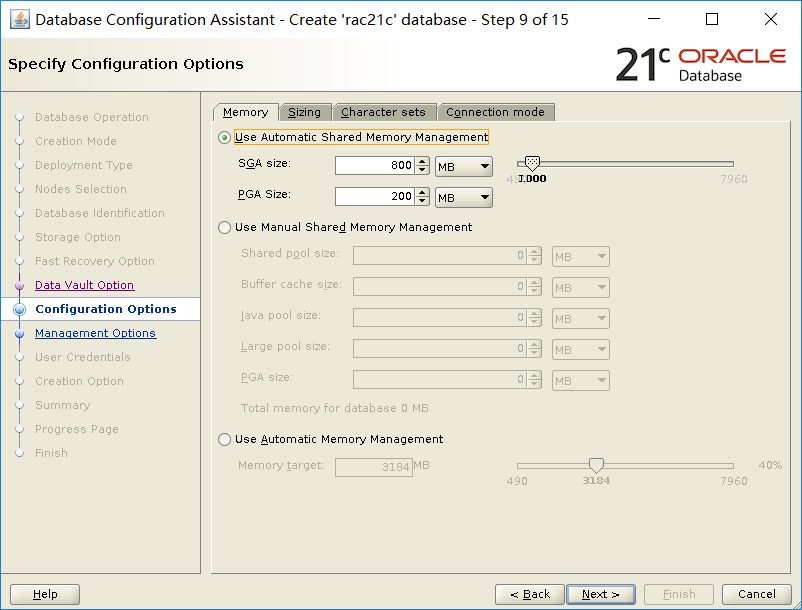 Database Configuration Assistant - Create 'rac21c' database - Step 9 of 15
Specify Configuration Options
21c ORACLE
Database
Database Operation
Creation Mode
Deployment Type
Nodes Selection
Database Identification
Storage Option
Fast Recovery Option
Data Vault Option
Configuration Options
Management Options
User Credentials
Creation Option
Summary
Progress Page
Finish
Memory Sizing Character sets Connection mode
Use Automatic Shared Memory Management
SGA size: 800 MB
1000 7960
PGA Size: 200 MB
Use Manual Shared Memory Management
Shared pool size: 0 MB
Buffer cache size: 0 MB
Java pool size: 0 MB
Large pool size: 0 MB
PGA size: 0 MB
Total memory for database 0 MB
Use Automatic Memory Management
Memory target: 3184 MB 40%
490 3184 7960
Help < Back Next > Finish Cancel